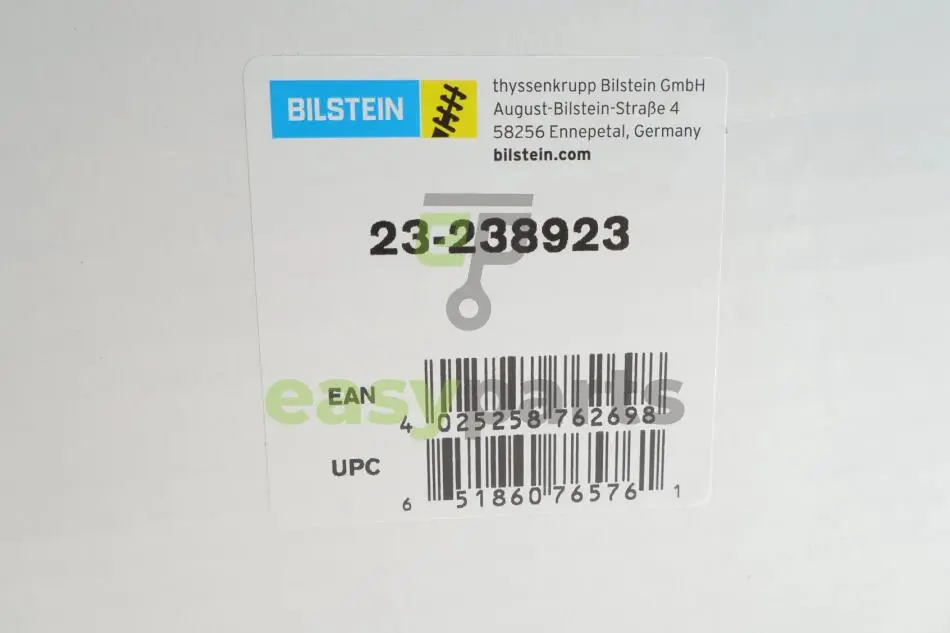 BILSTEIN
thyssenkrupp Bilstein GmbH
August-Bilstein-Straße 4
58256 Ennepetal, Germany
bilstein.com
EP
23-238923
easyparts
EAN
4 025258 762698
UPC
6 51860 76576 1